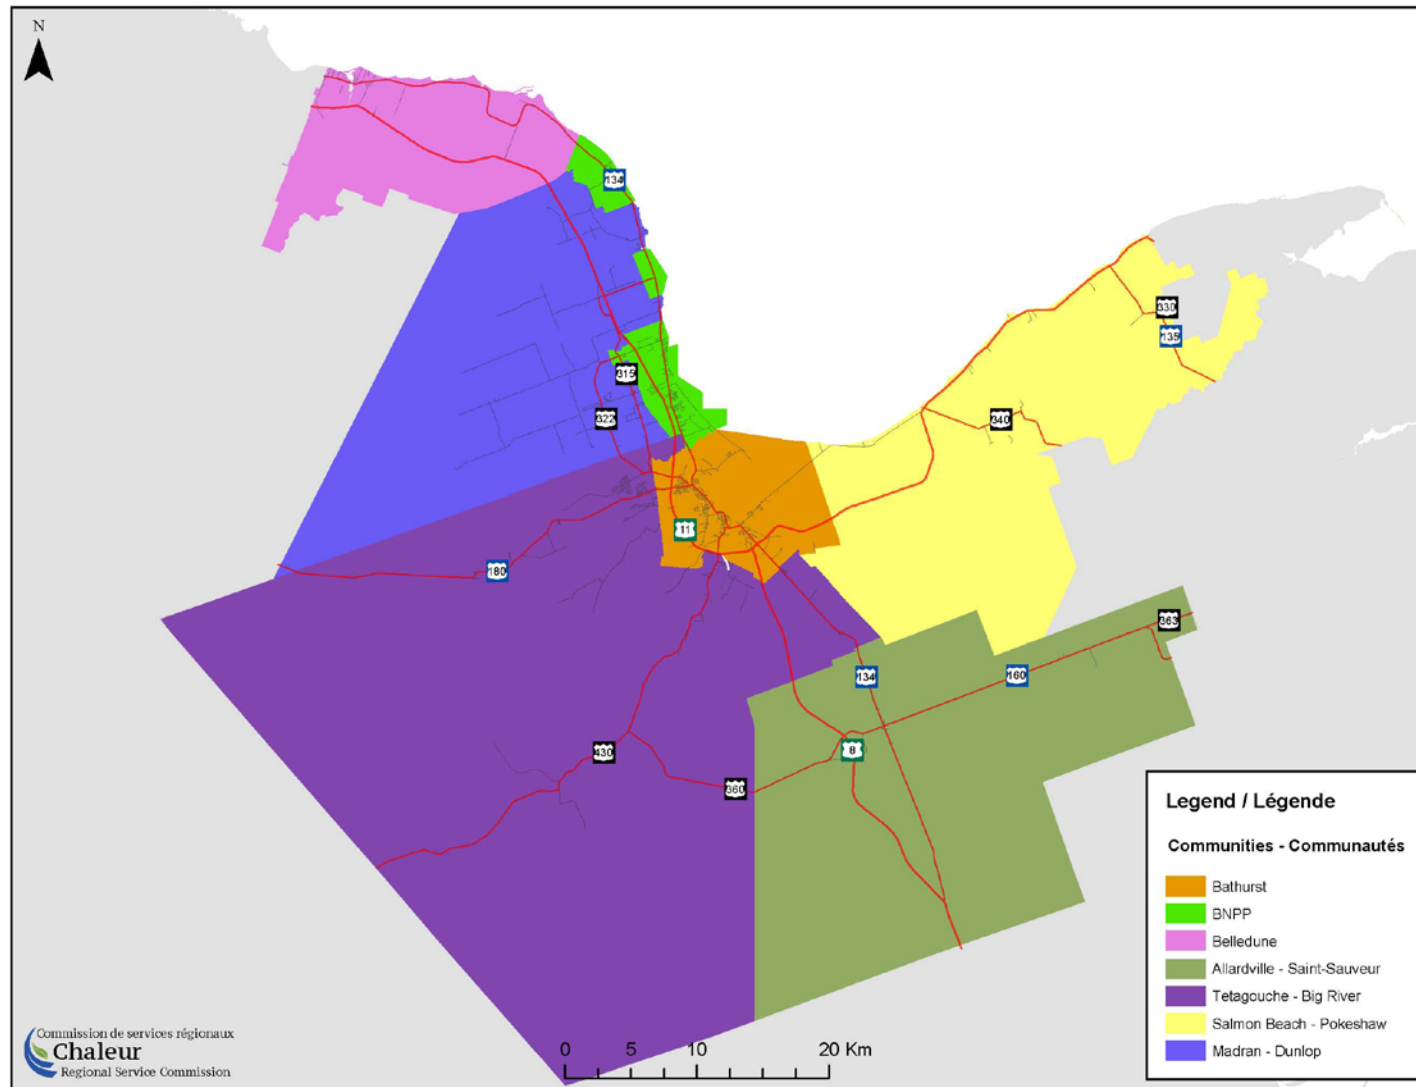 N
134
330
135
315
322
340
11
180
363
134
160
8
430
360
Legend / Légende
Communities - Communautés
Bathurst
BNPP
Belledune
Allardville - Saint-Sauveur
Tetagouche - Big River
Salmon Beach - Pokeshaw
Madran - Dunlop
Commission de services régionaux
Chaleur
Regional Service Commission
0 5 10 20 Km